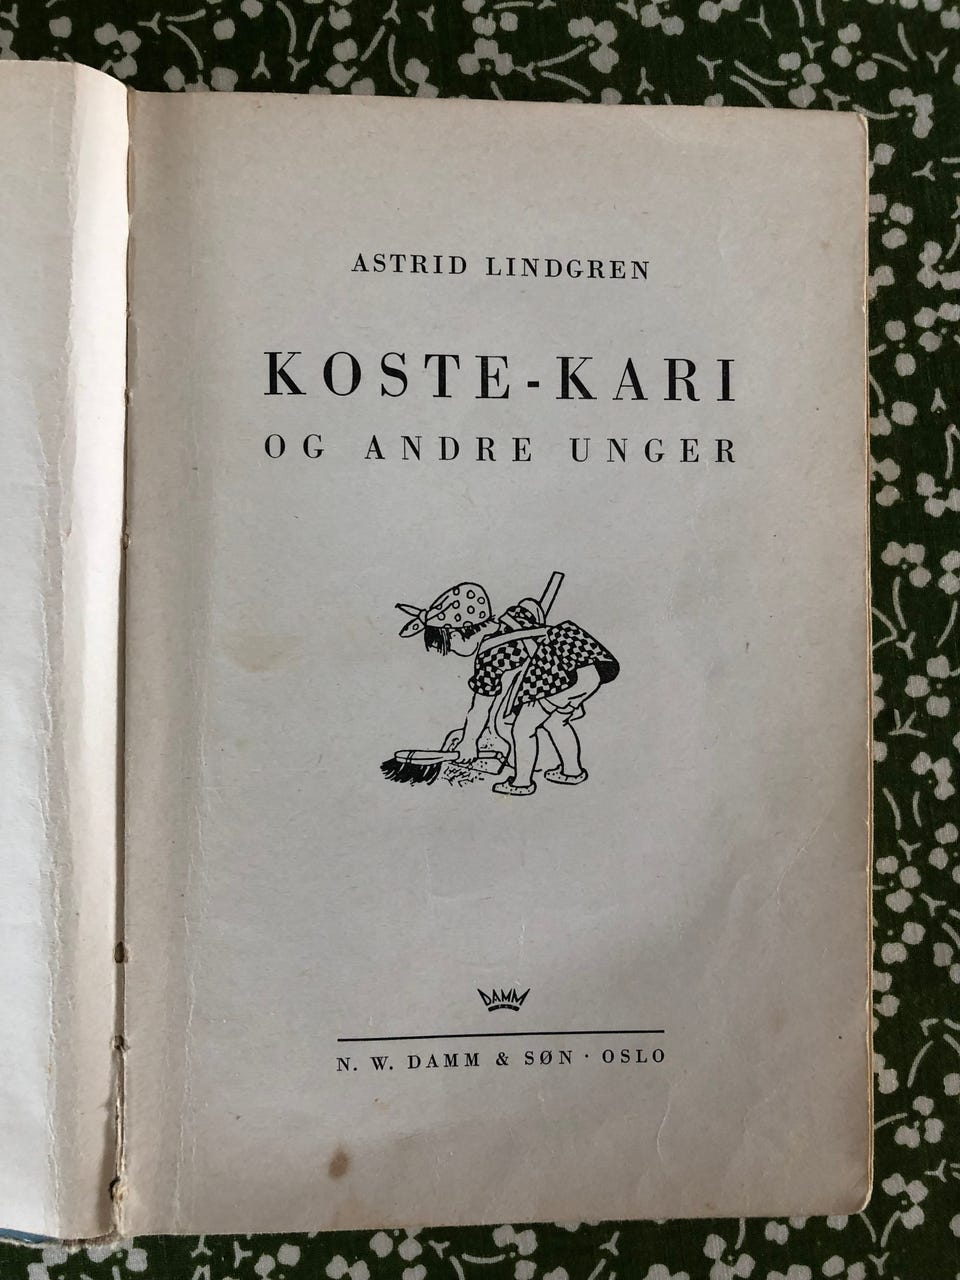 ASTRID LINDGREN
KOSTE-KARI
OG ANDRE UNGER
DAMM
N. W. DAMM & SØN · OSLO